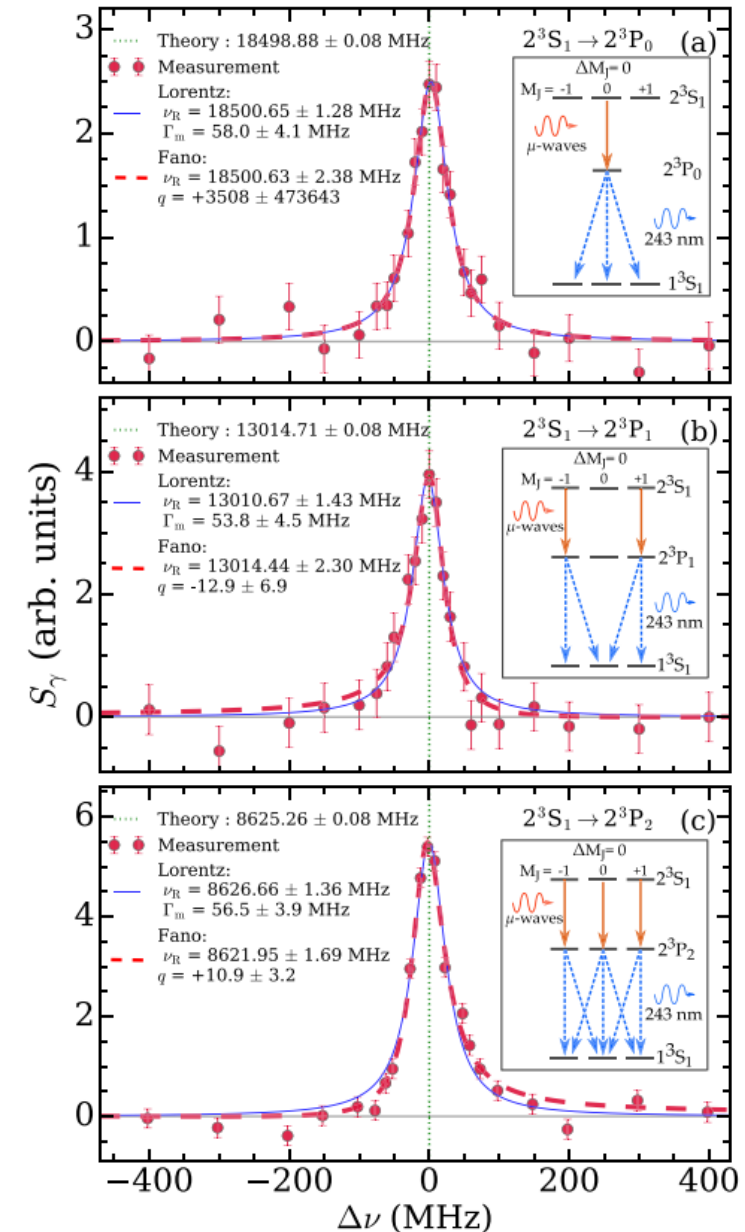 2³S₁ → 2³P₀ (a)
Theory : 18498.88 ± 0.08 MHz
Measurement
Lorentz:
ν_R = 18500.65 ± 1.28 MHz
Γ_m = 58.0 ± 4.1 MHz
Fano:
ν_R = 18500.63 ± 2.38 MHz
q = +3508 ± 473643
ΔM_J= 0
M_J = -1 0 +1 2³S₁
μ-waves
2³P₀
243 nm
1³S₁
3
2
1
0
2³S₁ → 2³P₁ (b)
Theory : 13014.71 ± 0.08 MHz
Measurement
Lorentz:
ν_R = 13010.67 ± 1.43 MHz
Γ_m = 53.8 ± 4.5 MHz
Fano:
ν_R = 13014.44 ± 2.30 MHz
q = -12.9 ± 6.9
ΔM_J= 0
M_J = -1 0 +1 2³S₁
μ-waves
2³P₁
243 nm
1³S₁
4
2
0
S_γ (arb. units)
2³S₁ → 2³P₂ (c)
Theory : 8625.26 ± 0.08 MHz
Measurement
Lorentz:
ν_R = 8626.66 ± 1.36 MHz
Γ_m = 56.5 ± 3.9 MHz
Fano:
ν_R = 8621.95 ± 1.69 MHz
q = +10.9 ± 3.2
ΔM_J= 0
M_J = -1 0 +1 2³S₁
μ-waves
2³P₂
243 nm
1³S₁
6
4
2
0
−400 −200 0 200 400
Δν (MHz)